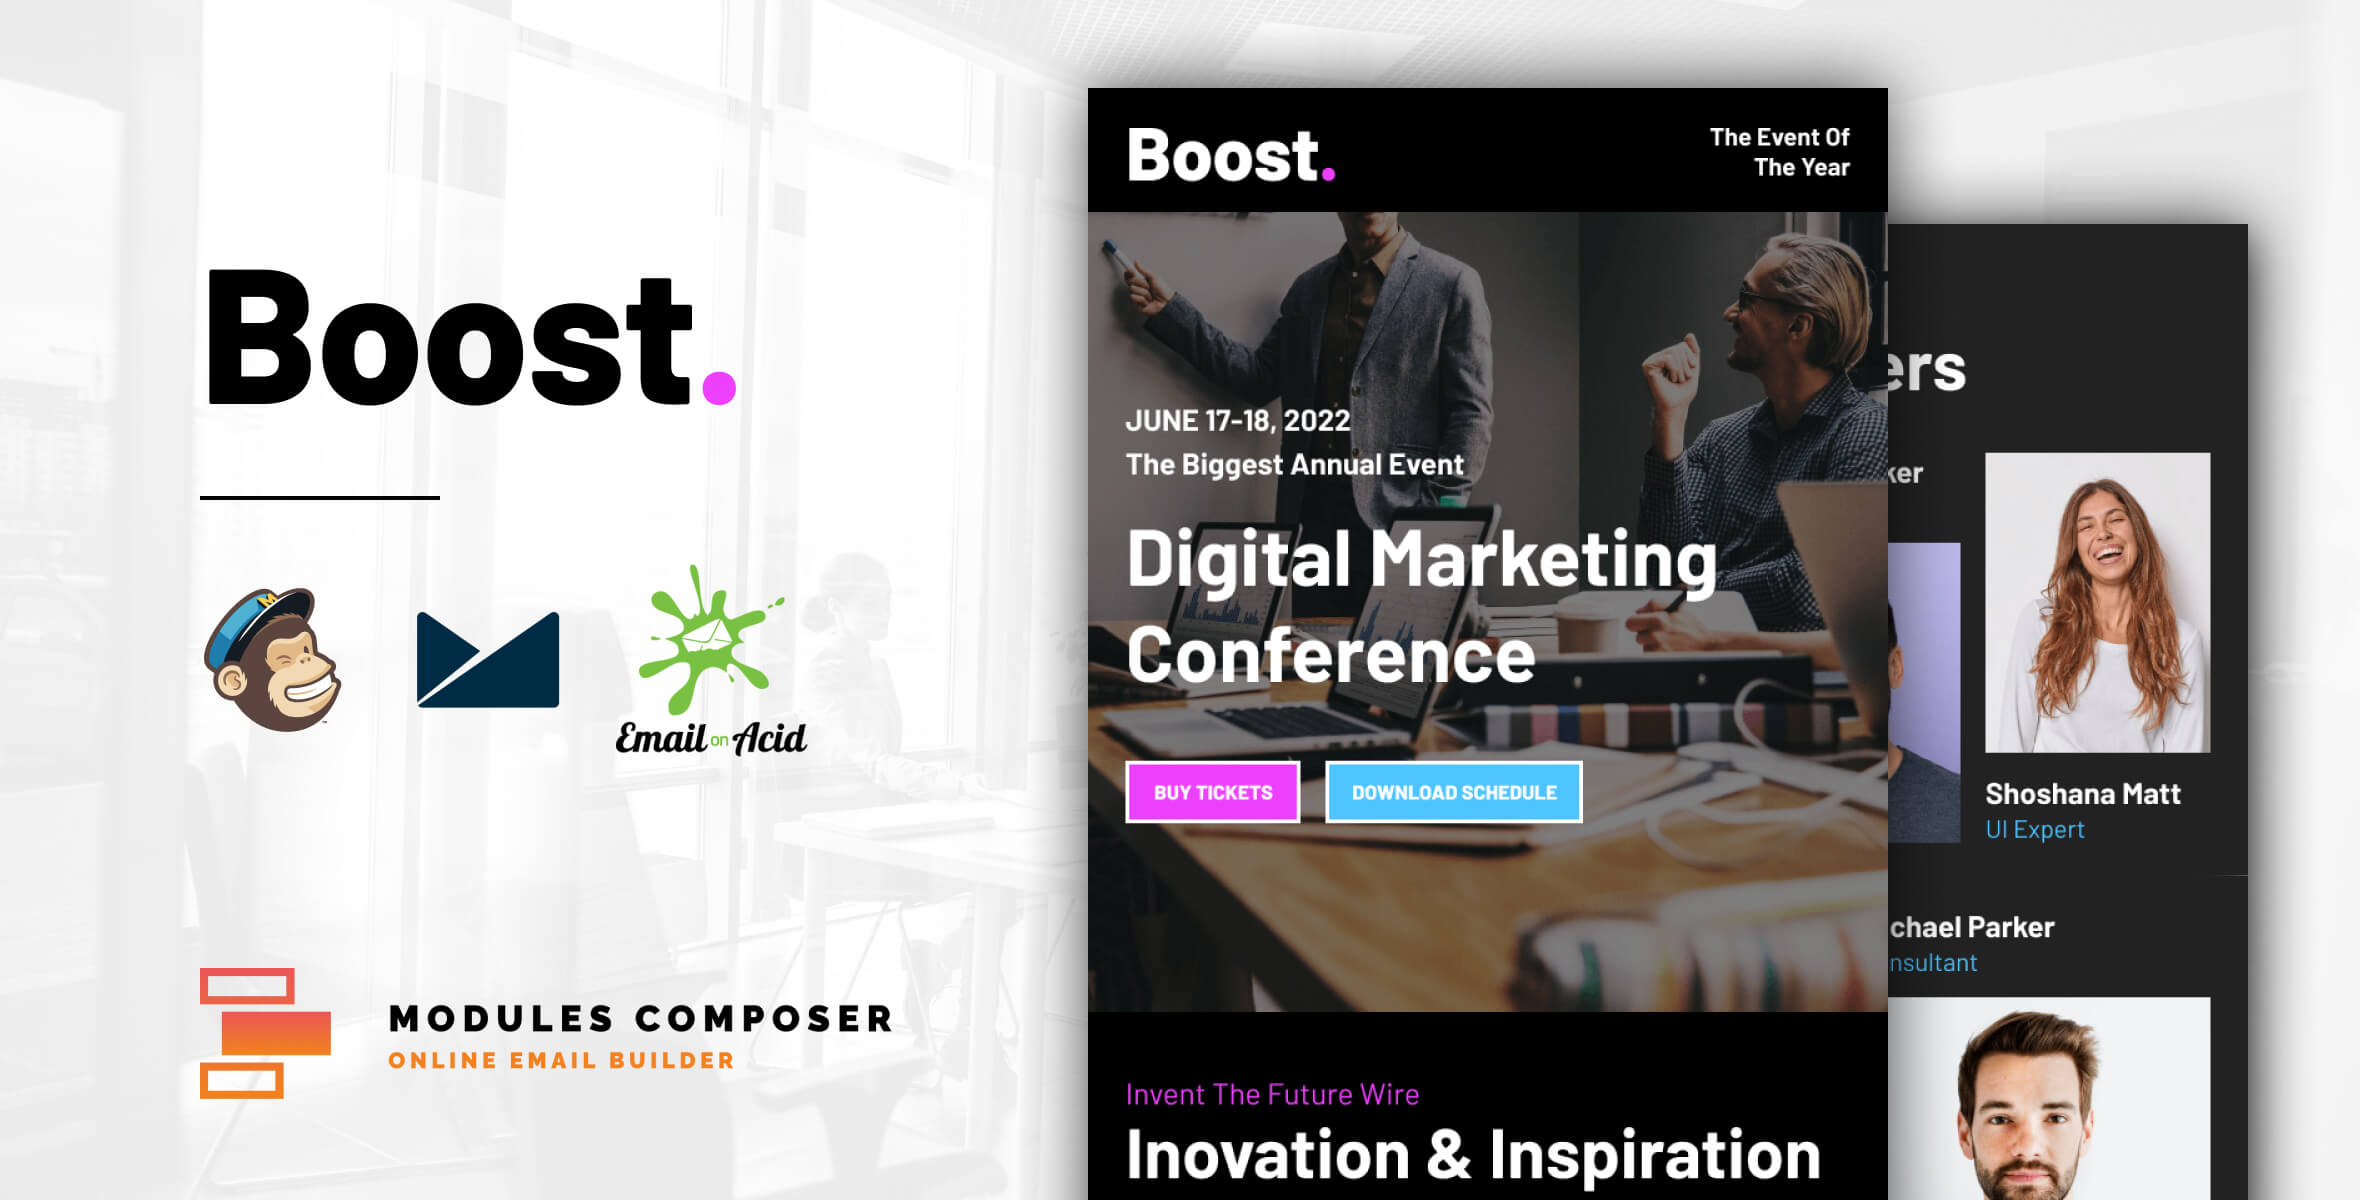 Boost.
Email on Acid
MODULES COMPOSER
ONLINE EMAIL BUILDER
Boost.
The Event Of
The Year
JUNE 17-18, 2022
The Biggest Annual Event
Digital Marketing
Conference
BUY TICKETS
DOWNLOAD SCHEDULE
Invent The Future Wire
Inovation & Inspiration
ers
ker
Shoshana Matt
UI Expert
chael Parker
nsultant